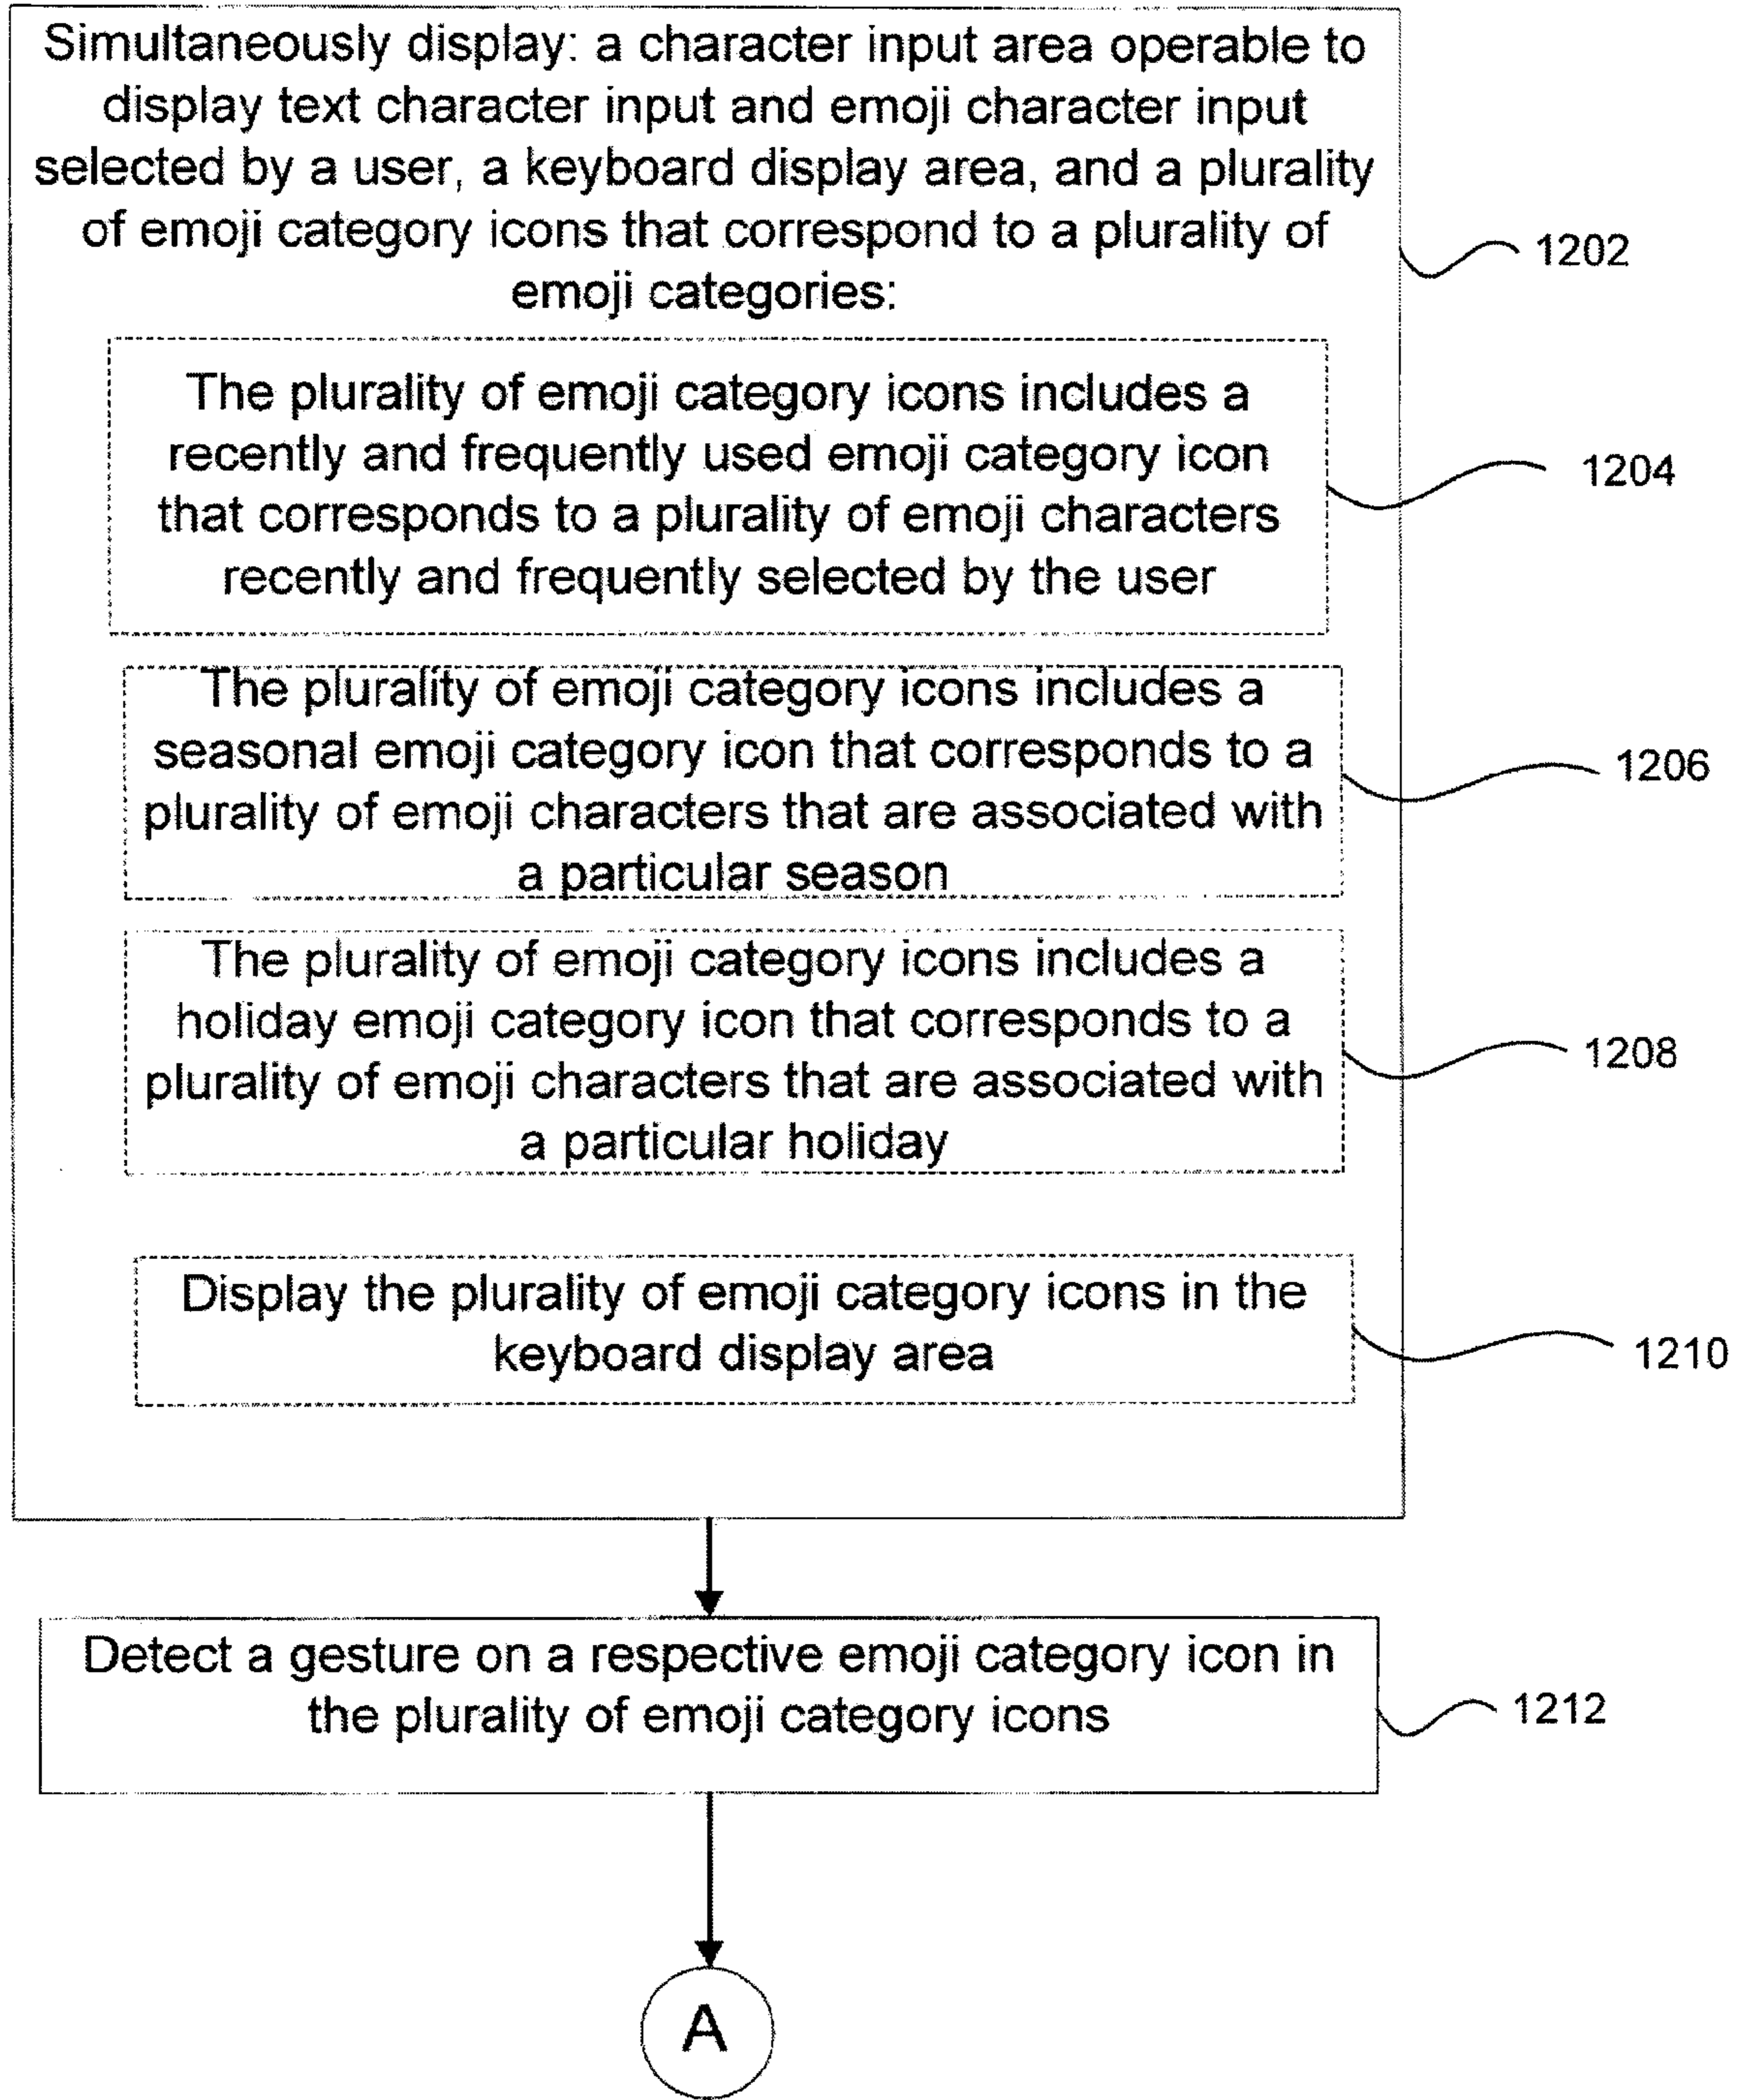 Simultaneously display: a character input area operable to
display text character input and emoji character input
selected by a user, a keyboard display area, and a plurality
of emoji category icons that correspond to a plurality of
emoji categories:
1202
The plurality of emoji category icons includes a
recently and frequently used emoji category icon
that corresponds to a plurality of emoji characters
recently and frequently selected by the user
1204
The plurality of emoji category icons includes a
seasonal emoji category icon that corresponds to a
plurality of emoji characters that are associated with
a particular season
1206
The plurality of emoji category icons includes a
holiday emoji category icon that corresponds to a
plurality of emoji characters that are associated with
a particular holiday
1208
Display the plurality of emoji category icons in the
keyboard display area
1210
Detect a gesture on a respective emoji category icon in
the plurality of emoji category icons
1212
A